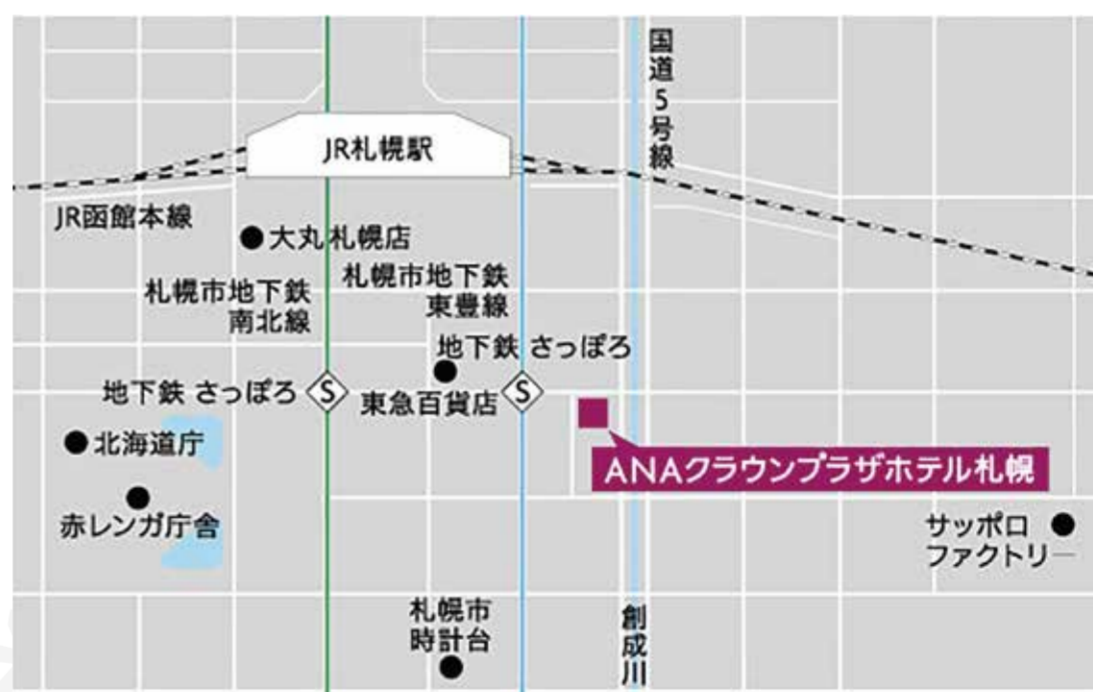 国道5号線
JR札幌駅
JR函館本線
大丸札幌店
札幌市地下鉄
南北線
札幌市地下鉄
東豊線
地下鉄 さっぽろ
地下鉄 さっぽろ
S
東急百貨店
S
北海道庁
ANAクラウンプラザホテル札幌
赤レンガ庁舎
サッポロ
ファクトリー
札幌市
時計台
創成川